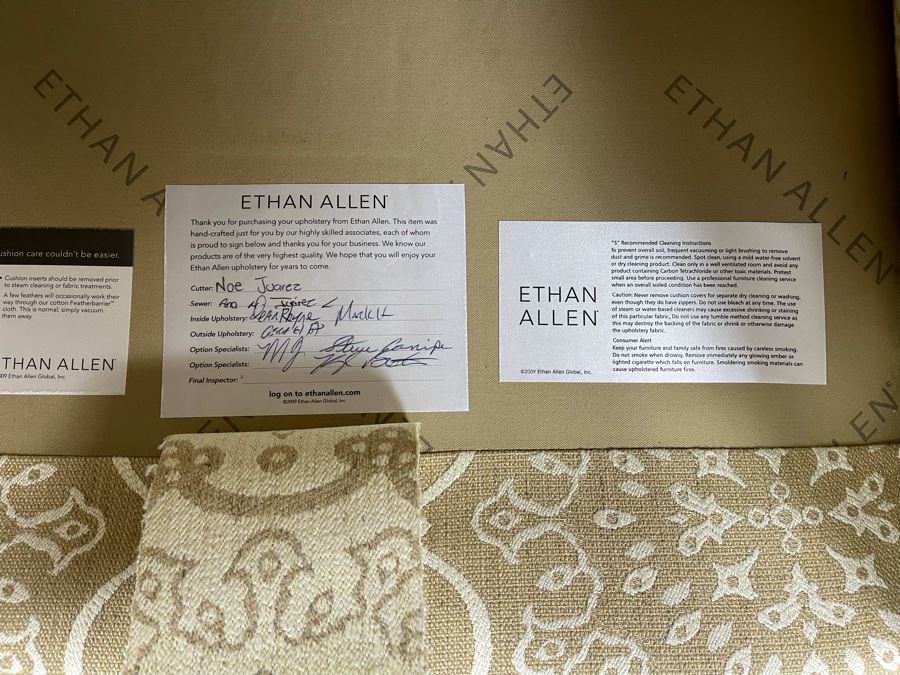 ETHAN A
ETHAN
ETHAN ALLEN
ushion care couldn't be easier.
• Cushion inserts should be removed prior
to steam cleaning or fabric treatments.
A few feathers will occasionally work their
way through our cotton Featherbarrier™
cloth. This is normal, simply vacuum
them away.
THAN ALLEN
09 Ethan Allen Global, Inc.
ETHAN ALLEN®
Thank you for purchasing your upholstery from Ethan Allen. This item was
hand-crafted just for you by our highly skilled associates, each of whom
is proud to sign below and thanks you for your business. We know our
products are of the very highest quality. We hope that you will enjoy your
Ethan Allen upholstery for years to come.
Cutter: Noe Juarez
Sewer:
Inside Upholstery: Mark H
Outside Upholstery:
Option Specialists: MJ
Option Specialists:
Final Inspector:
log on to ethanallen.com
©2009 Ethan Allen Global, Inc.
ETHAN
ALLEN®
©2009 Ethan Allen Global, Inc.
"S" Recommended Cleaning Instructions
To prevent overall soil, frequent vacuuming or light brushing to remove
dust and grime is recommended. Spot clean, using a mild water-free solvent
or dry cleaning product. Clean only in a well ventilated room and avoid any
product containing Carbon Tetrachloride or other toxic materials. Pretest
small area before proceeding. Use a professional furniture cleaning service
when an overall soiled condition has been reached.
Caution: Never remove cushion covers for separate dry cleaning or washing,
even though they do have zippers. Do not use bleach at any time. The use
of steam or water-based cleaners may cause excessive shrinking or staining
of this particular fabric. Do not use any tumble method cleaning service as
this may destroy the backing of the fabric or shrink or otherwise damage
the upholstery fabric.
Consumer Alert
Keep your furniture and family safe from fires caused by careless smoking.
Do not smoke when drowsy. Remove immediately any glowing ember or
lighted cigarette which falls on furniture. Smoldering smoking materials can
cause upholstered furniture fires.
LEN®